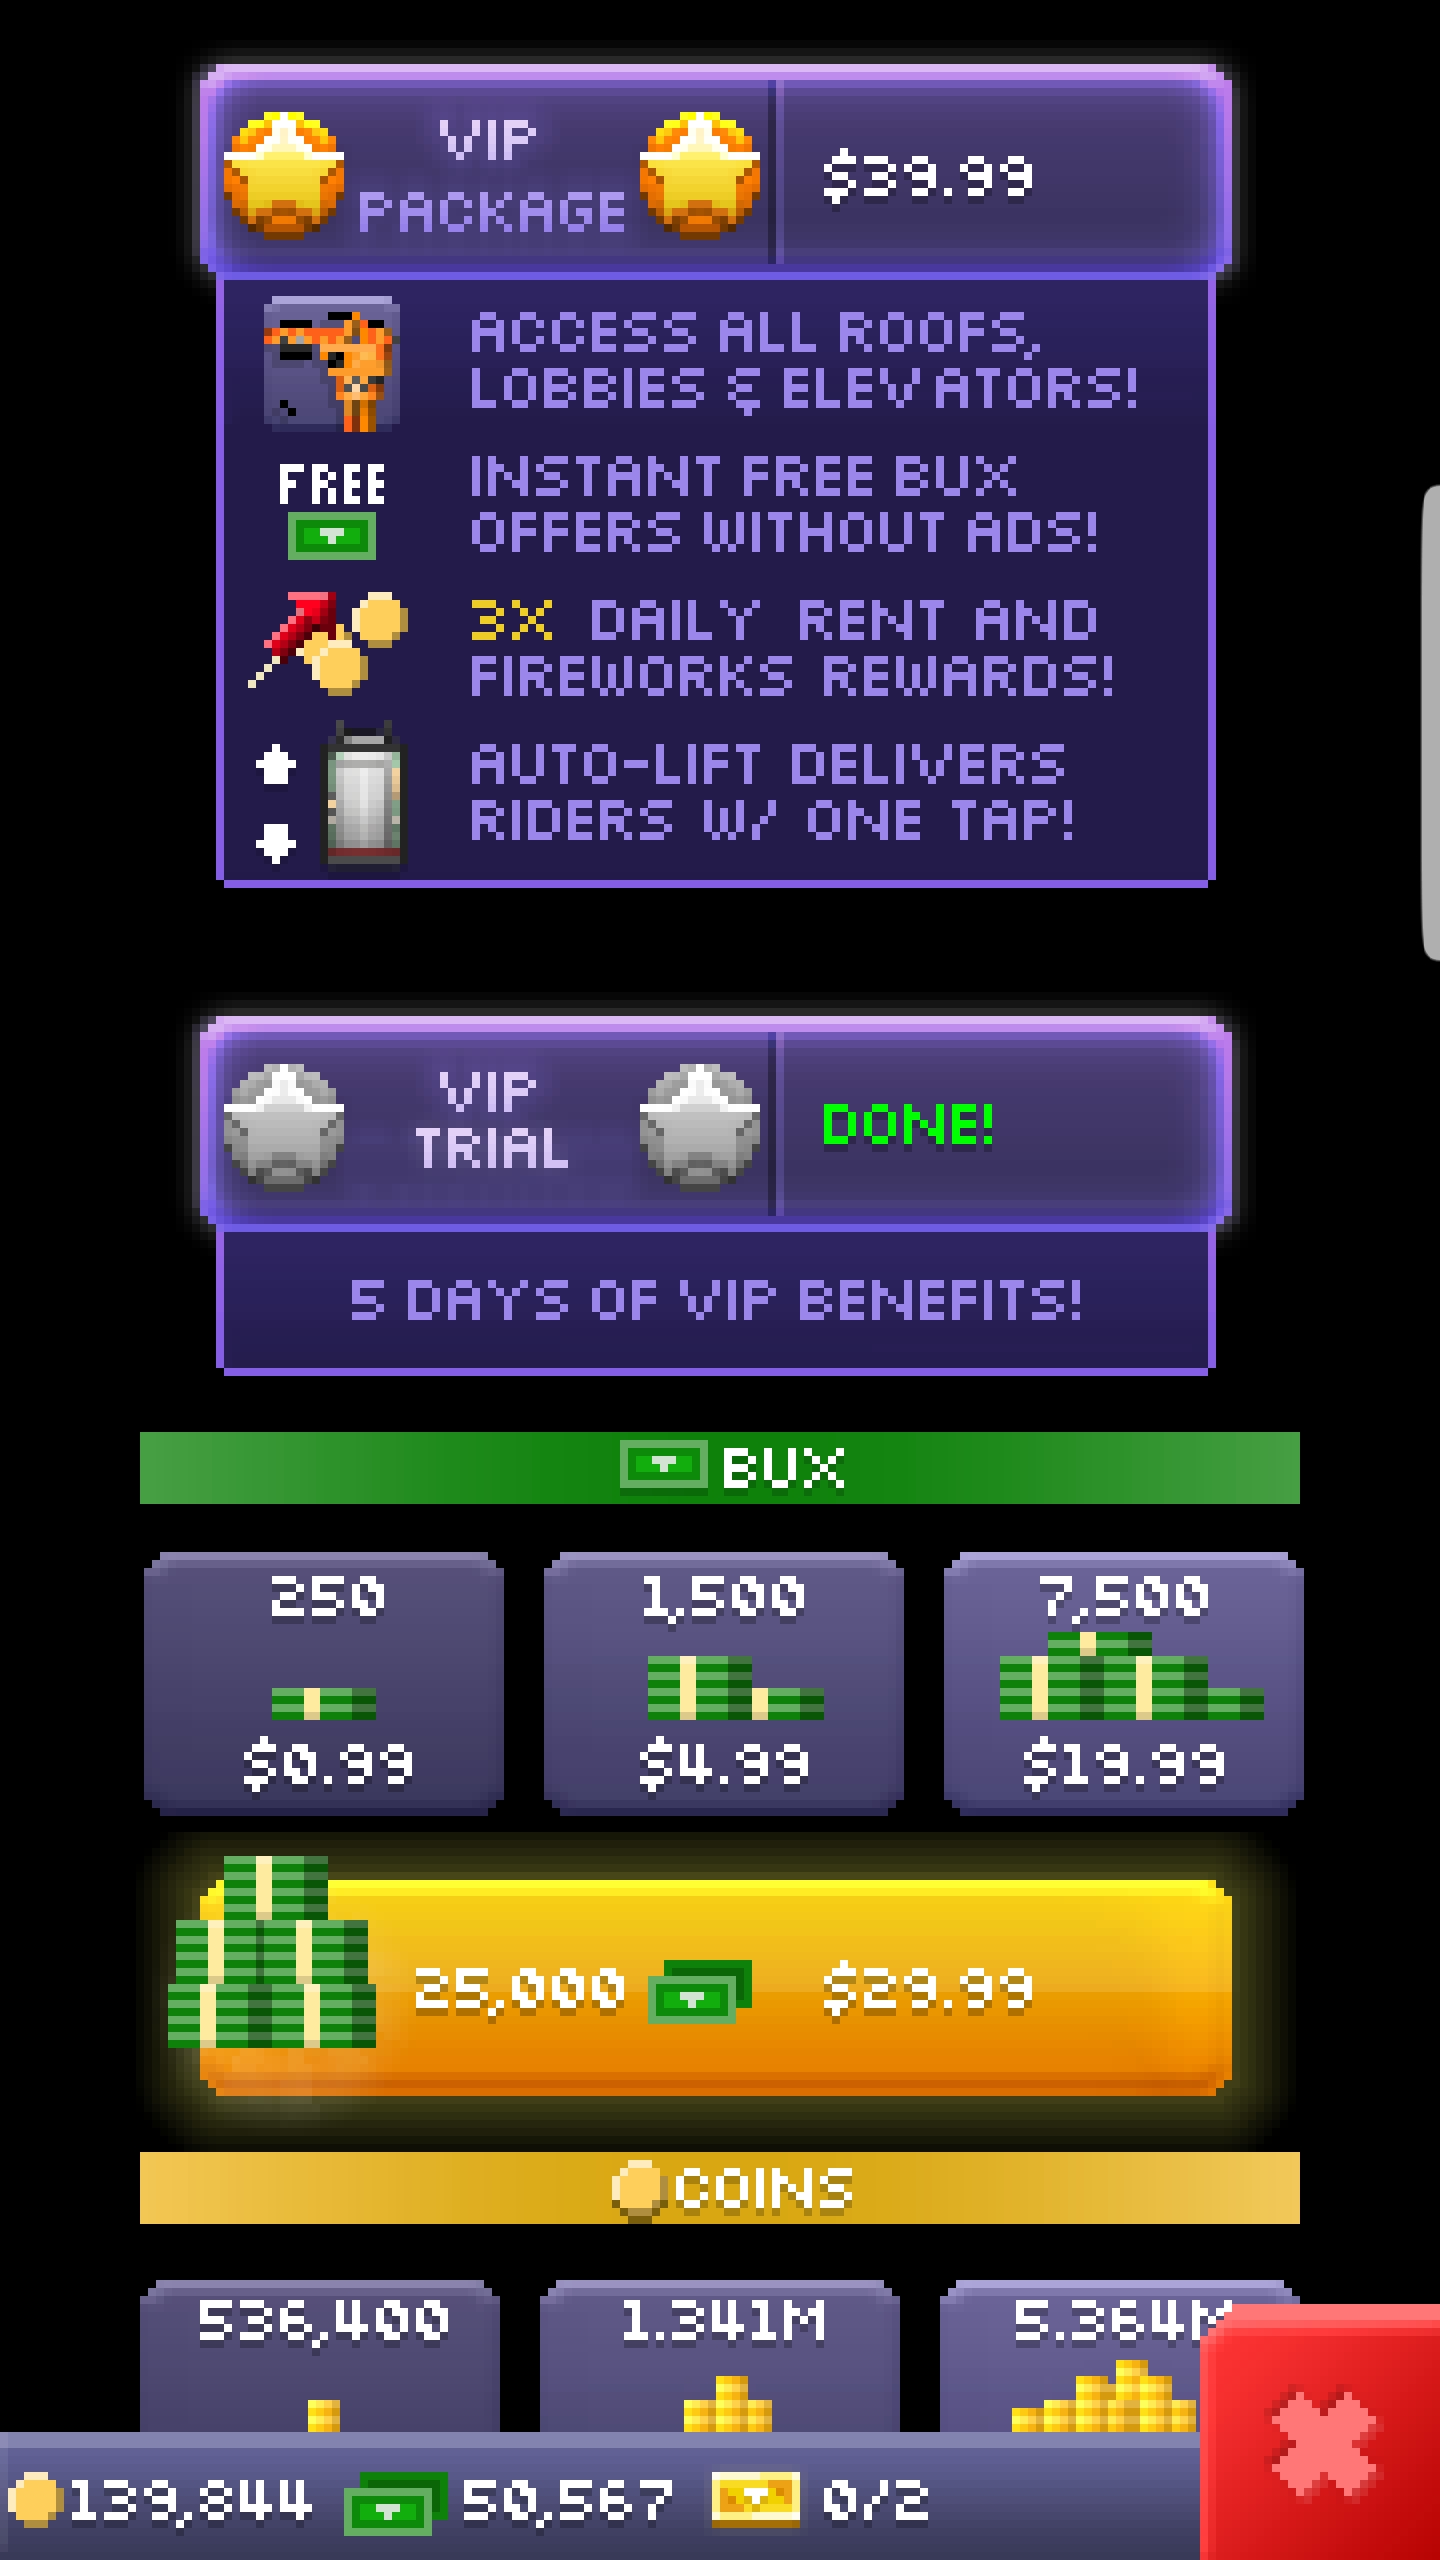 VIP
PACKAGE
$39.99
ACCESS ALL ROOFS,
LOBBIES & ELEVATORS!
FREE
INSTANT FREE BUX
OFFERS WITHOUT ADS!
3X DAILY RENT AND
FIREWORKS REWARDS!
AUTO-LIFT DELIVERS
RIDERS W/ ONE TAP!
VIP
TRIAL
DONE!
5 DAYS OF VIP BENEFITS!
BUX
250
1,500
7,500
$0.99
$4.99
$19.99
25,000
$29.99
COINS
536,400
1.341M
5.364M
139,844
50,567
0/2